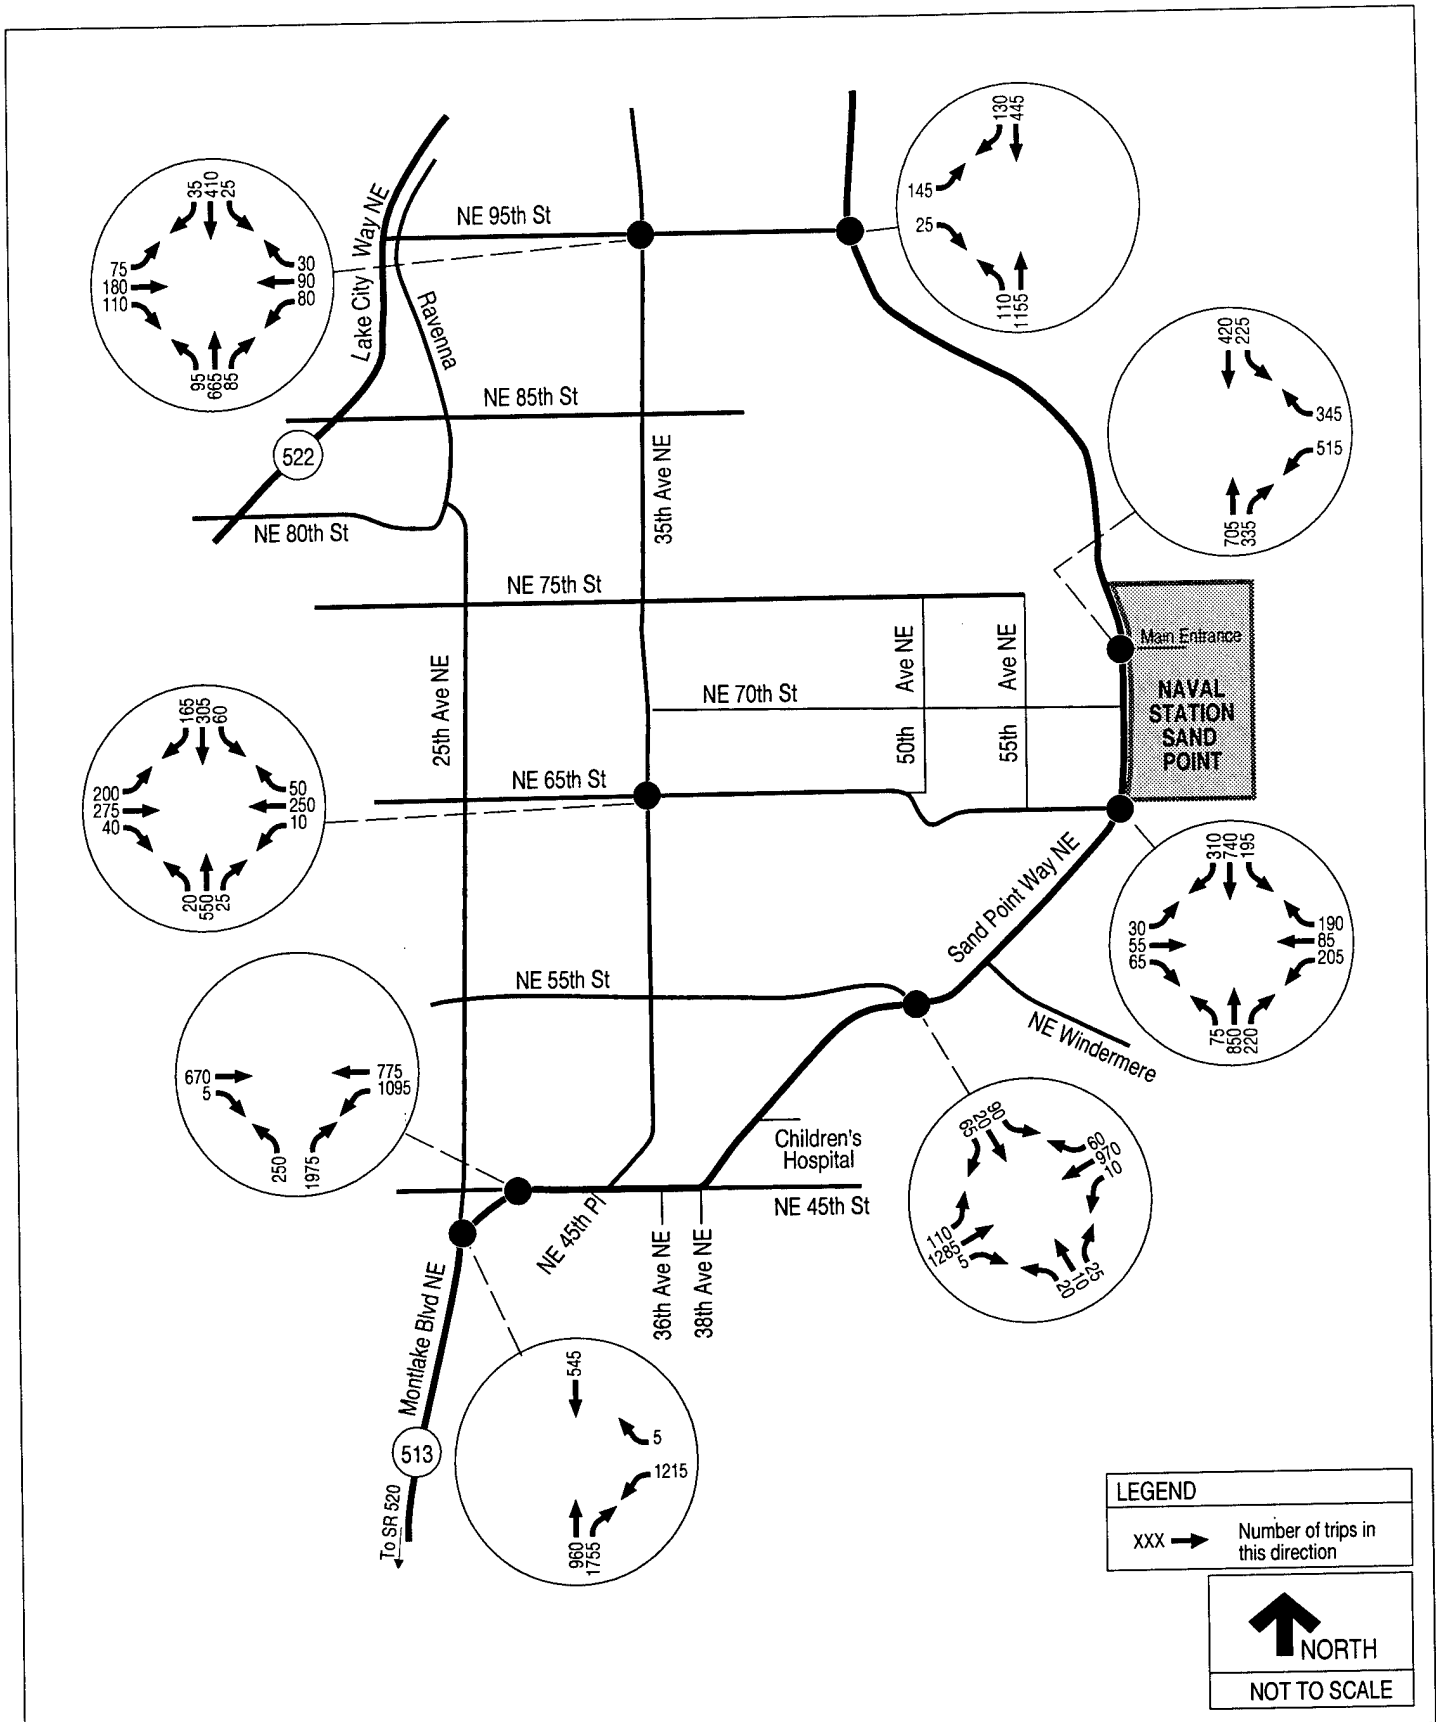 130
445
145
25
110
1155
35
410
25
75
180
110
30
90
80
95
665
85
Lake City Way NE
NE 95th St
Ravenna
420
225
345
515
705
335
NE 85th St
522
35th Ave NE
NE 80th St
NE 75th St
Main Entrance
NAVAL
STATION
SAND
POINT
25th Ave NE
50th Ave NE
55th Ave NE
NE 70th St
165
305
60
200
275
40
50
250
10
20
550
25
NE 65th St
Sand Point Way NE
310
740
195
30
55
65
190
85
205
75
850
220
NE 55th St
NE Windermere
670
5
775
1095
250
1975
Children's
Hospital
65
20
90
60
970
10
110
1285
5
20
10
25
NE 45th St
NE 45th Pl
36th Ave NE
38th Ave NE
Montlake Blvd NE
513
To SR 520
545
5
1215
960
1755
LEGEND
XXX
Number of trips in
this direction
NORTH
NOT TO SCALE